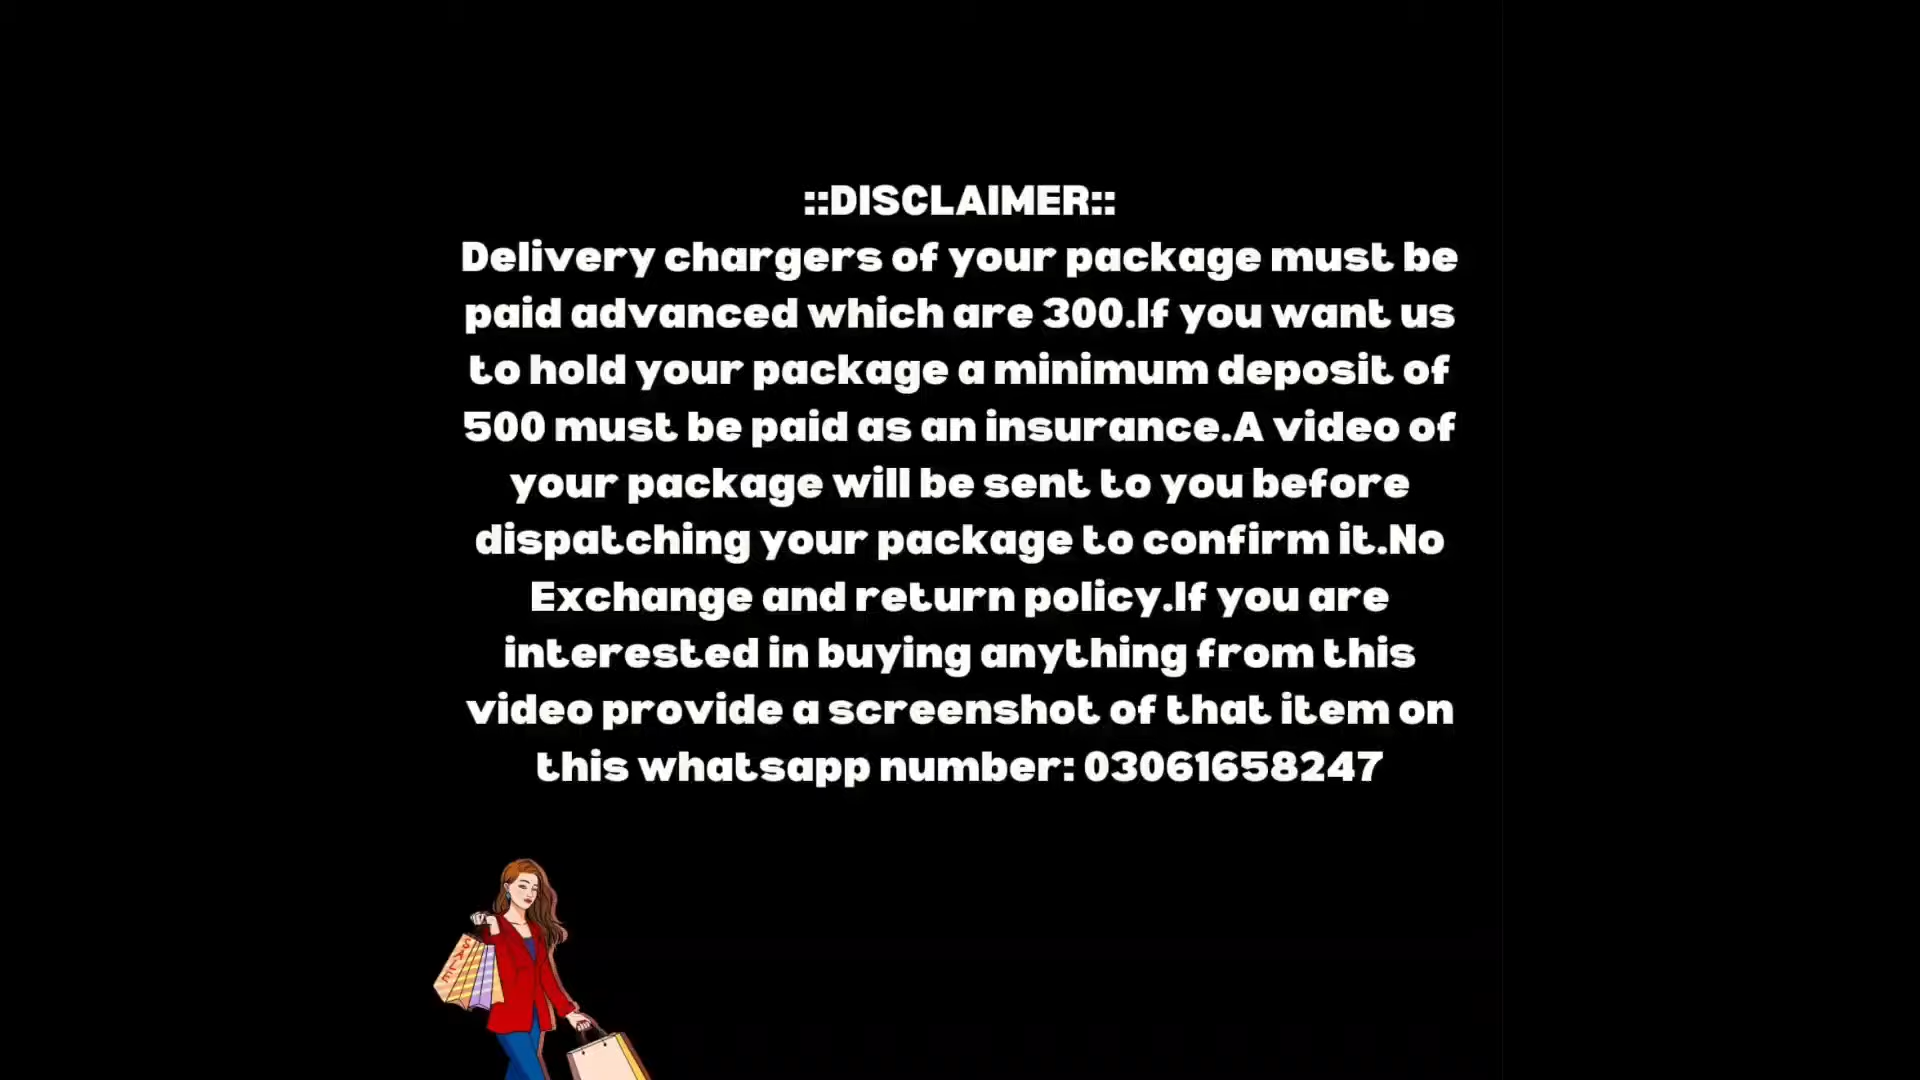 ::DISCLAIMER::
Delivery chargers of your package must be
paid advanced which are 300.If you want us
to hold your package a minimum deposit of
500 must be paid as an insurance.A video of
your package will be sent to you before
dispatching your package to confirm it.No
Exchange and return policy.If you are
interested in buying anything from this
video provide a screenshot of that item on
this whatsapp number: 03061658247
SALE